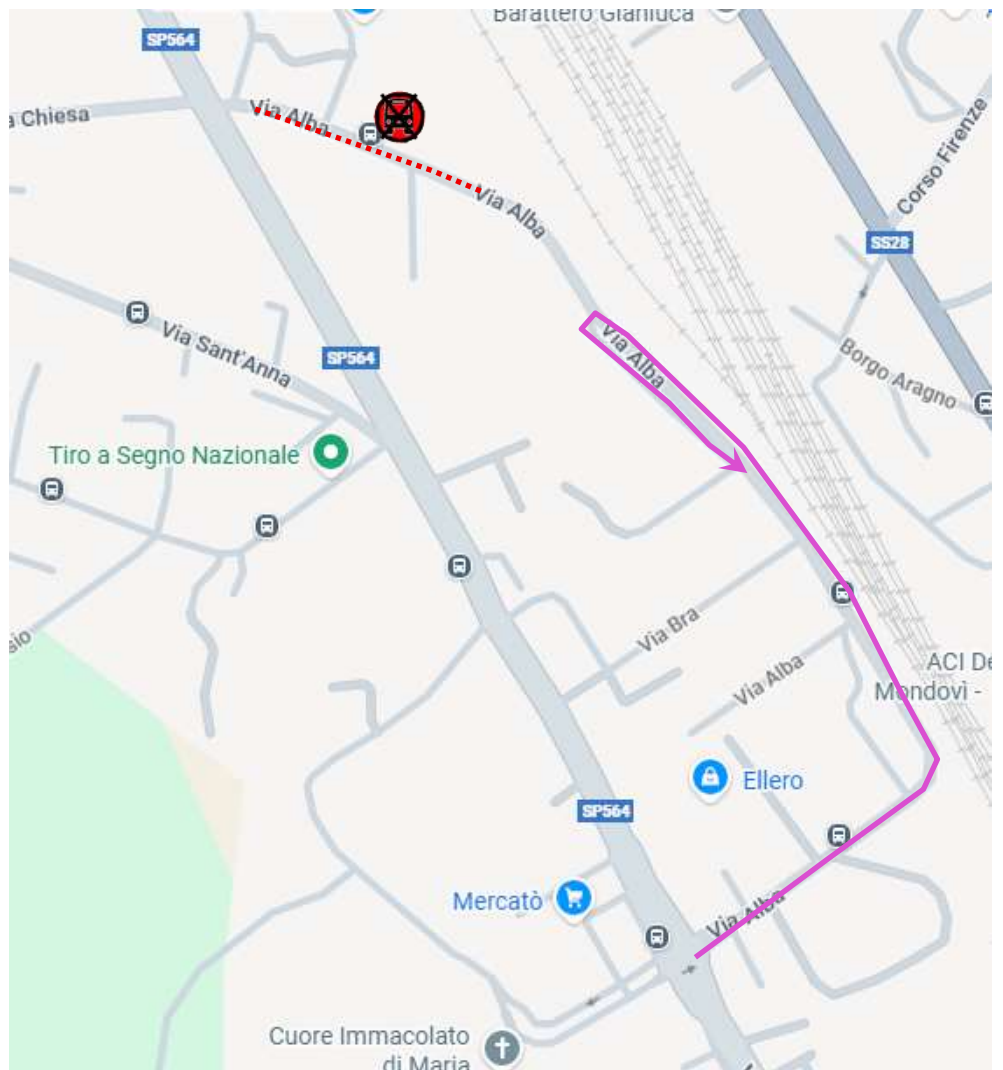 Barattero Gianluca
SP564
Via Alba
a Chiesa
Corso Firenze
Via Alba
SS28
Via Sant'Anna
SP564
Via Alba
Borgo Aragno
Tiro a Segno Nazionale
Via Bra
sio
ACI De
Mondovì -
Via Alba
Ellero
SP564
Mercatò
Via Alba
Cuore Immacolato
di Maria